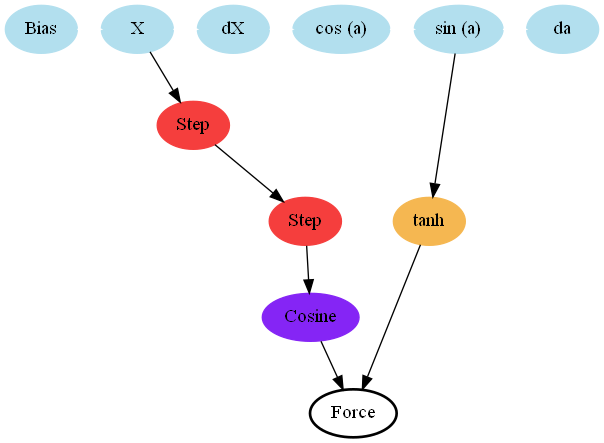 Bias X dX cos (a) sin (a) da
Step
Step tanh
Cosine
Force